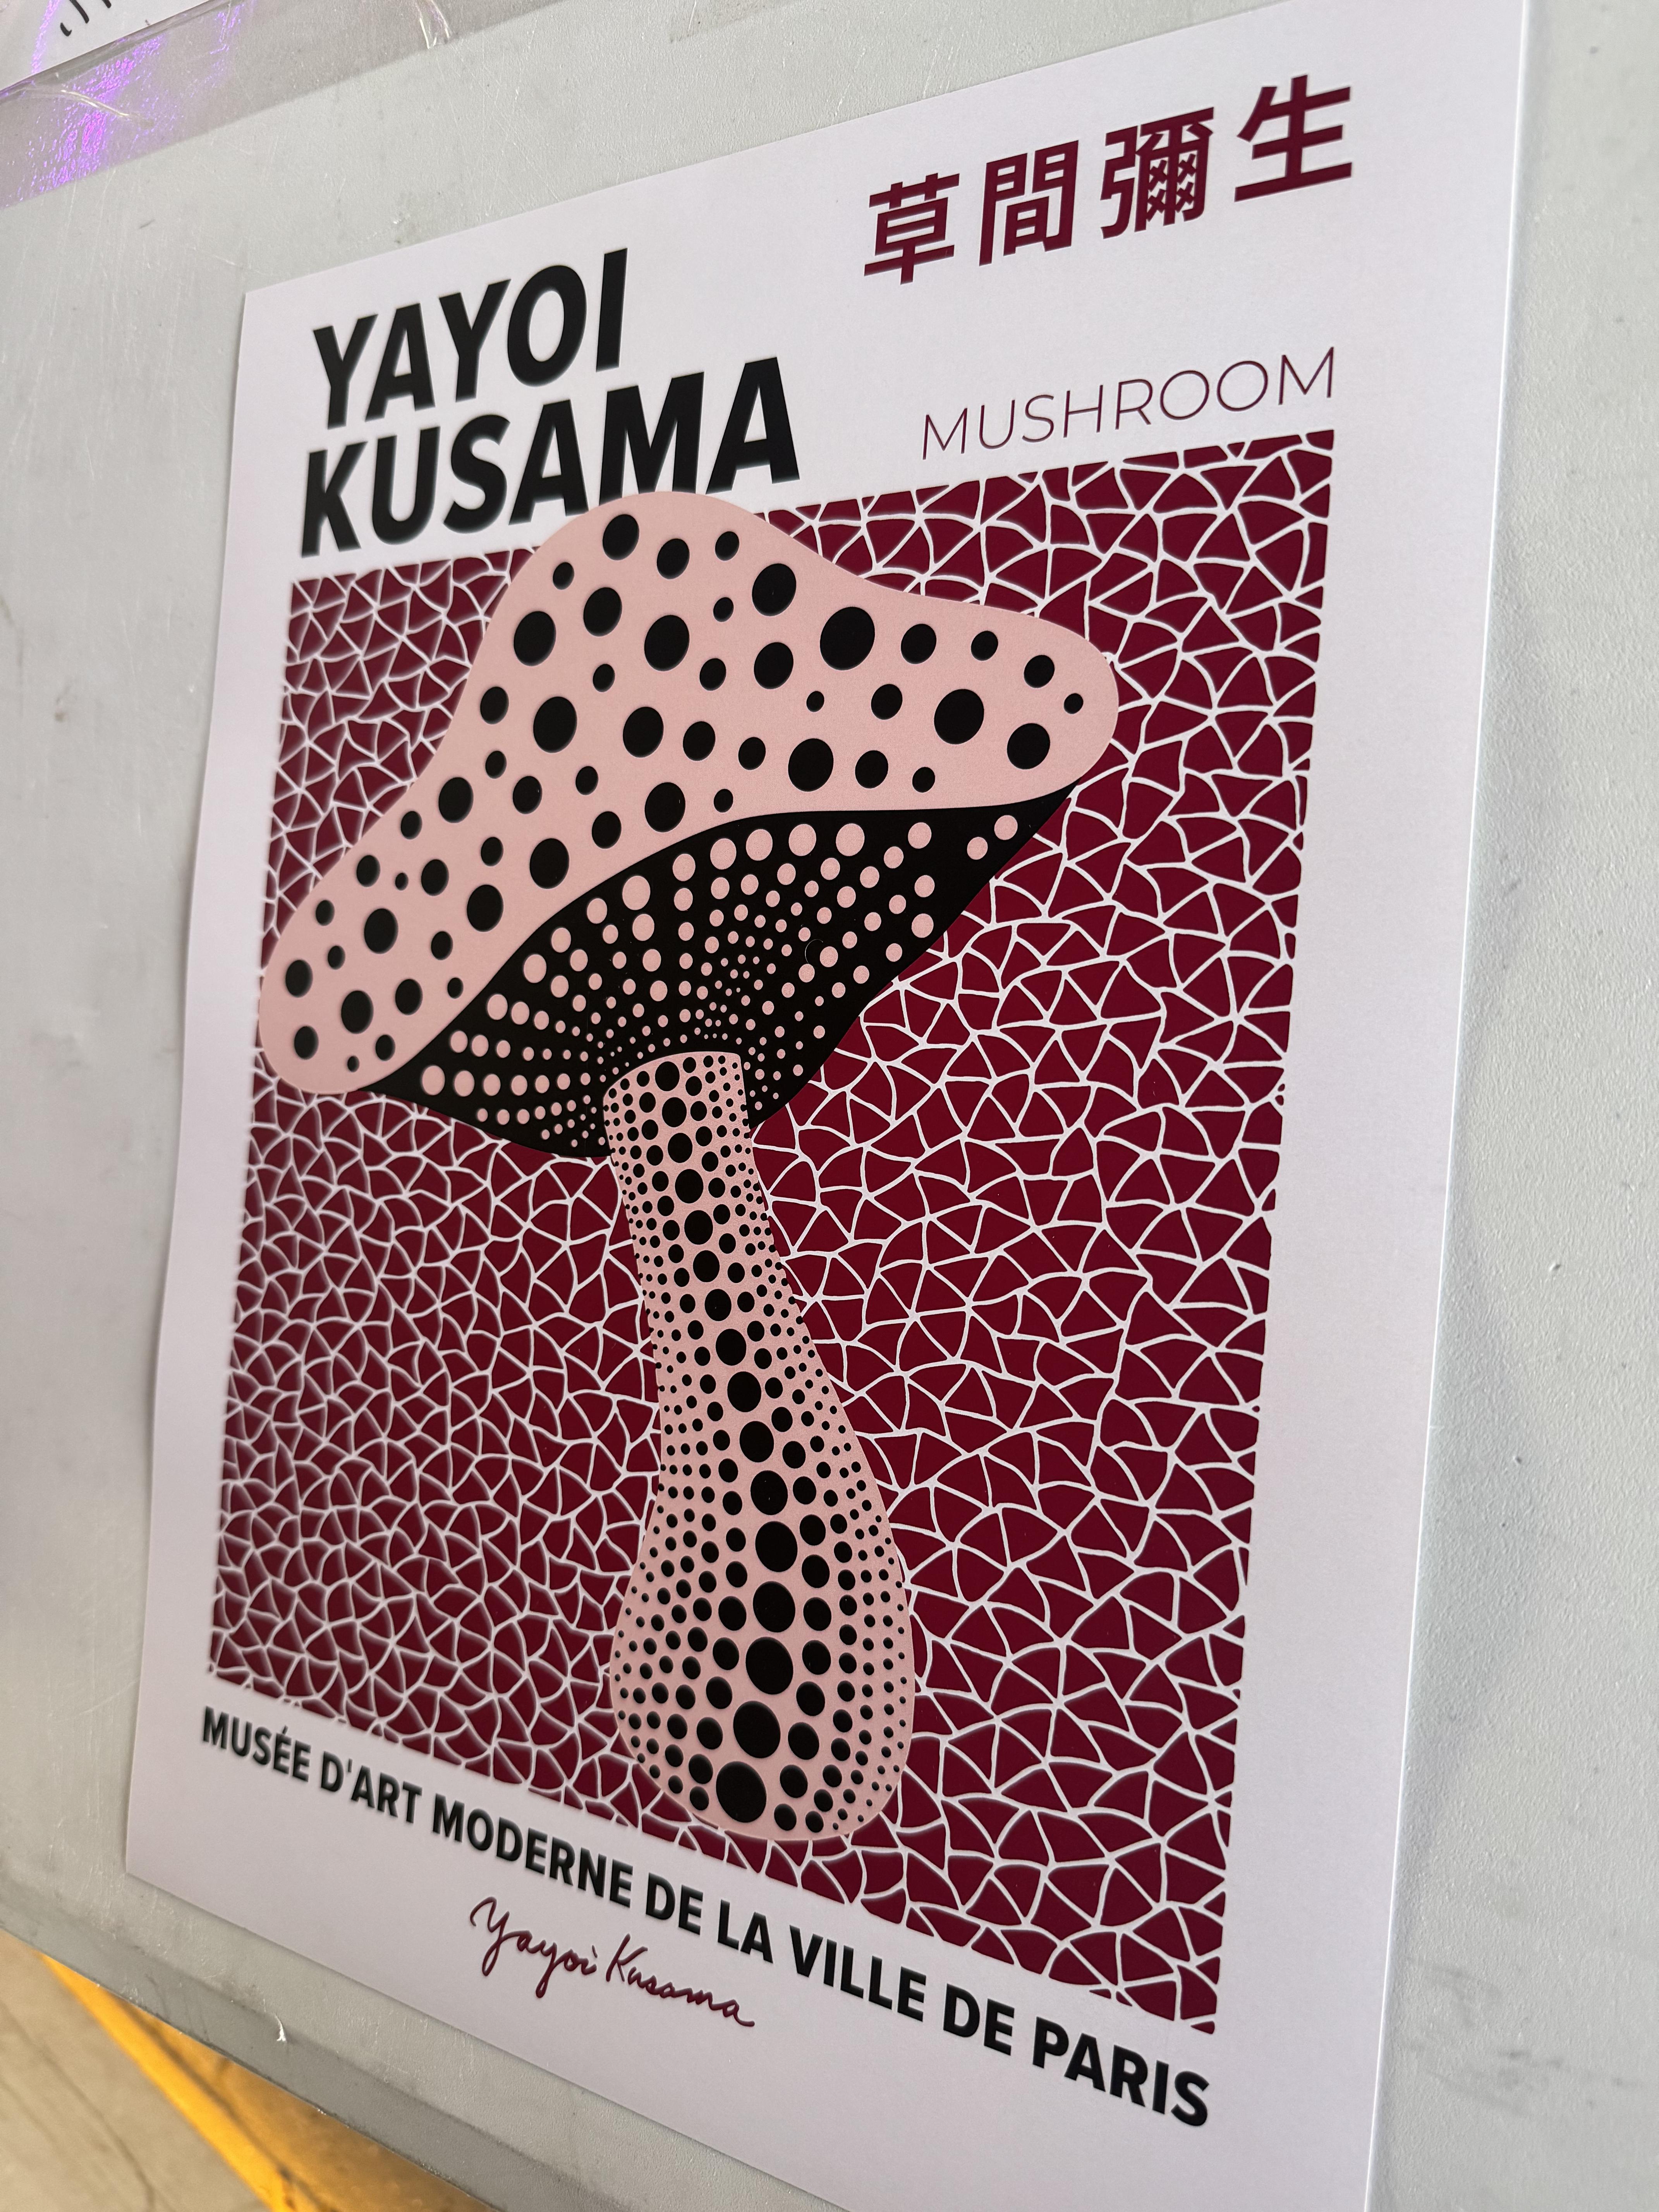 草間彌生
YAYOI
KUSAMA
MUSHROOM
MUSÉE D'ART MODERNE DE LA VILLE DE PARIS
Yayoi Kusama